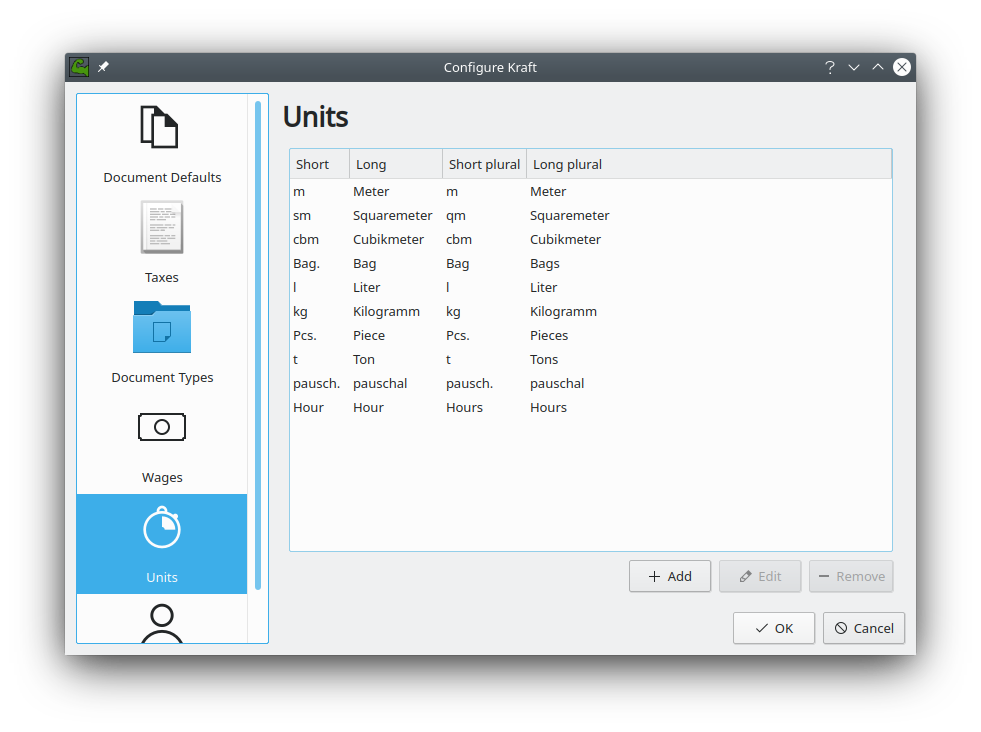 Configure Kraft
?
Document Defaults
Taxes
Document Types
Wages
Units
Units
Short Long Short plural Long plural
m Meter m Meter
sm Squaremeter qm Squaremeter
cbm Cubikmeter cbm Cubikmeter
Bag. Bag Bag Bags
l Liter l Liter
kg Kilogramm kg Kilogramm
Pcs. Piece Pcs. Pieces
t Ton t Tons
pausch. pauschal pausch. pauschal
Hour Hour Hours Hours
Add Edit Remove
OK Cancel